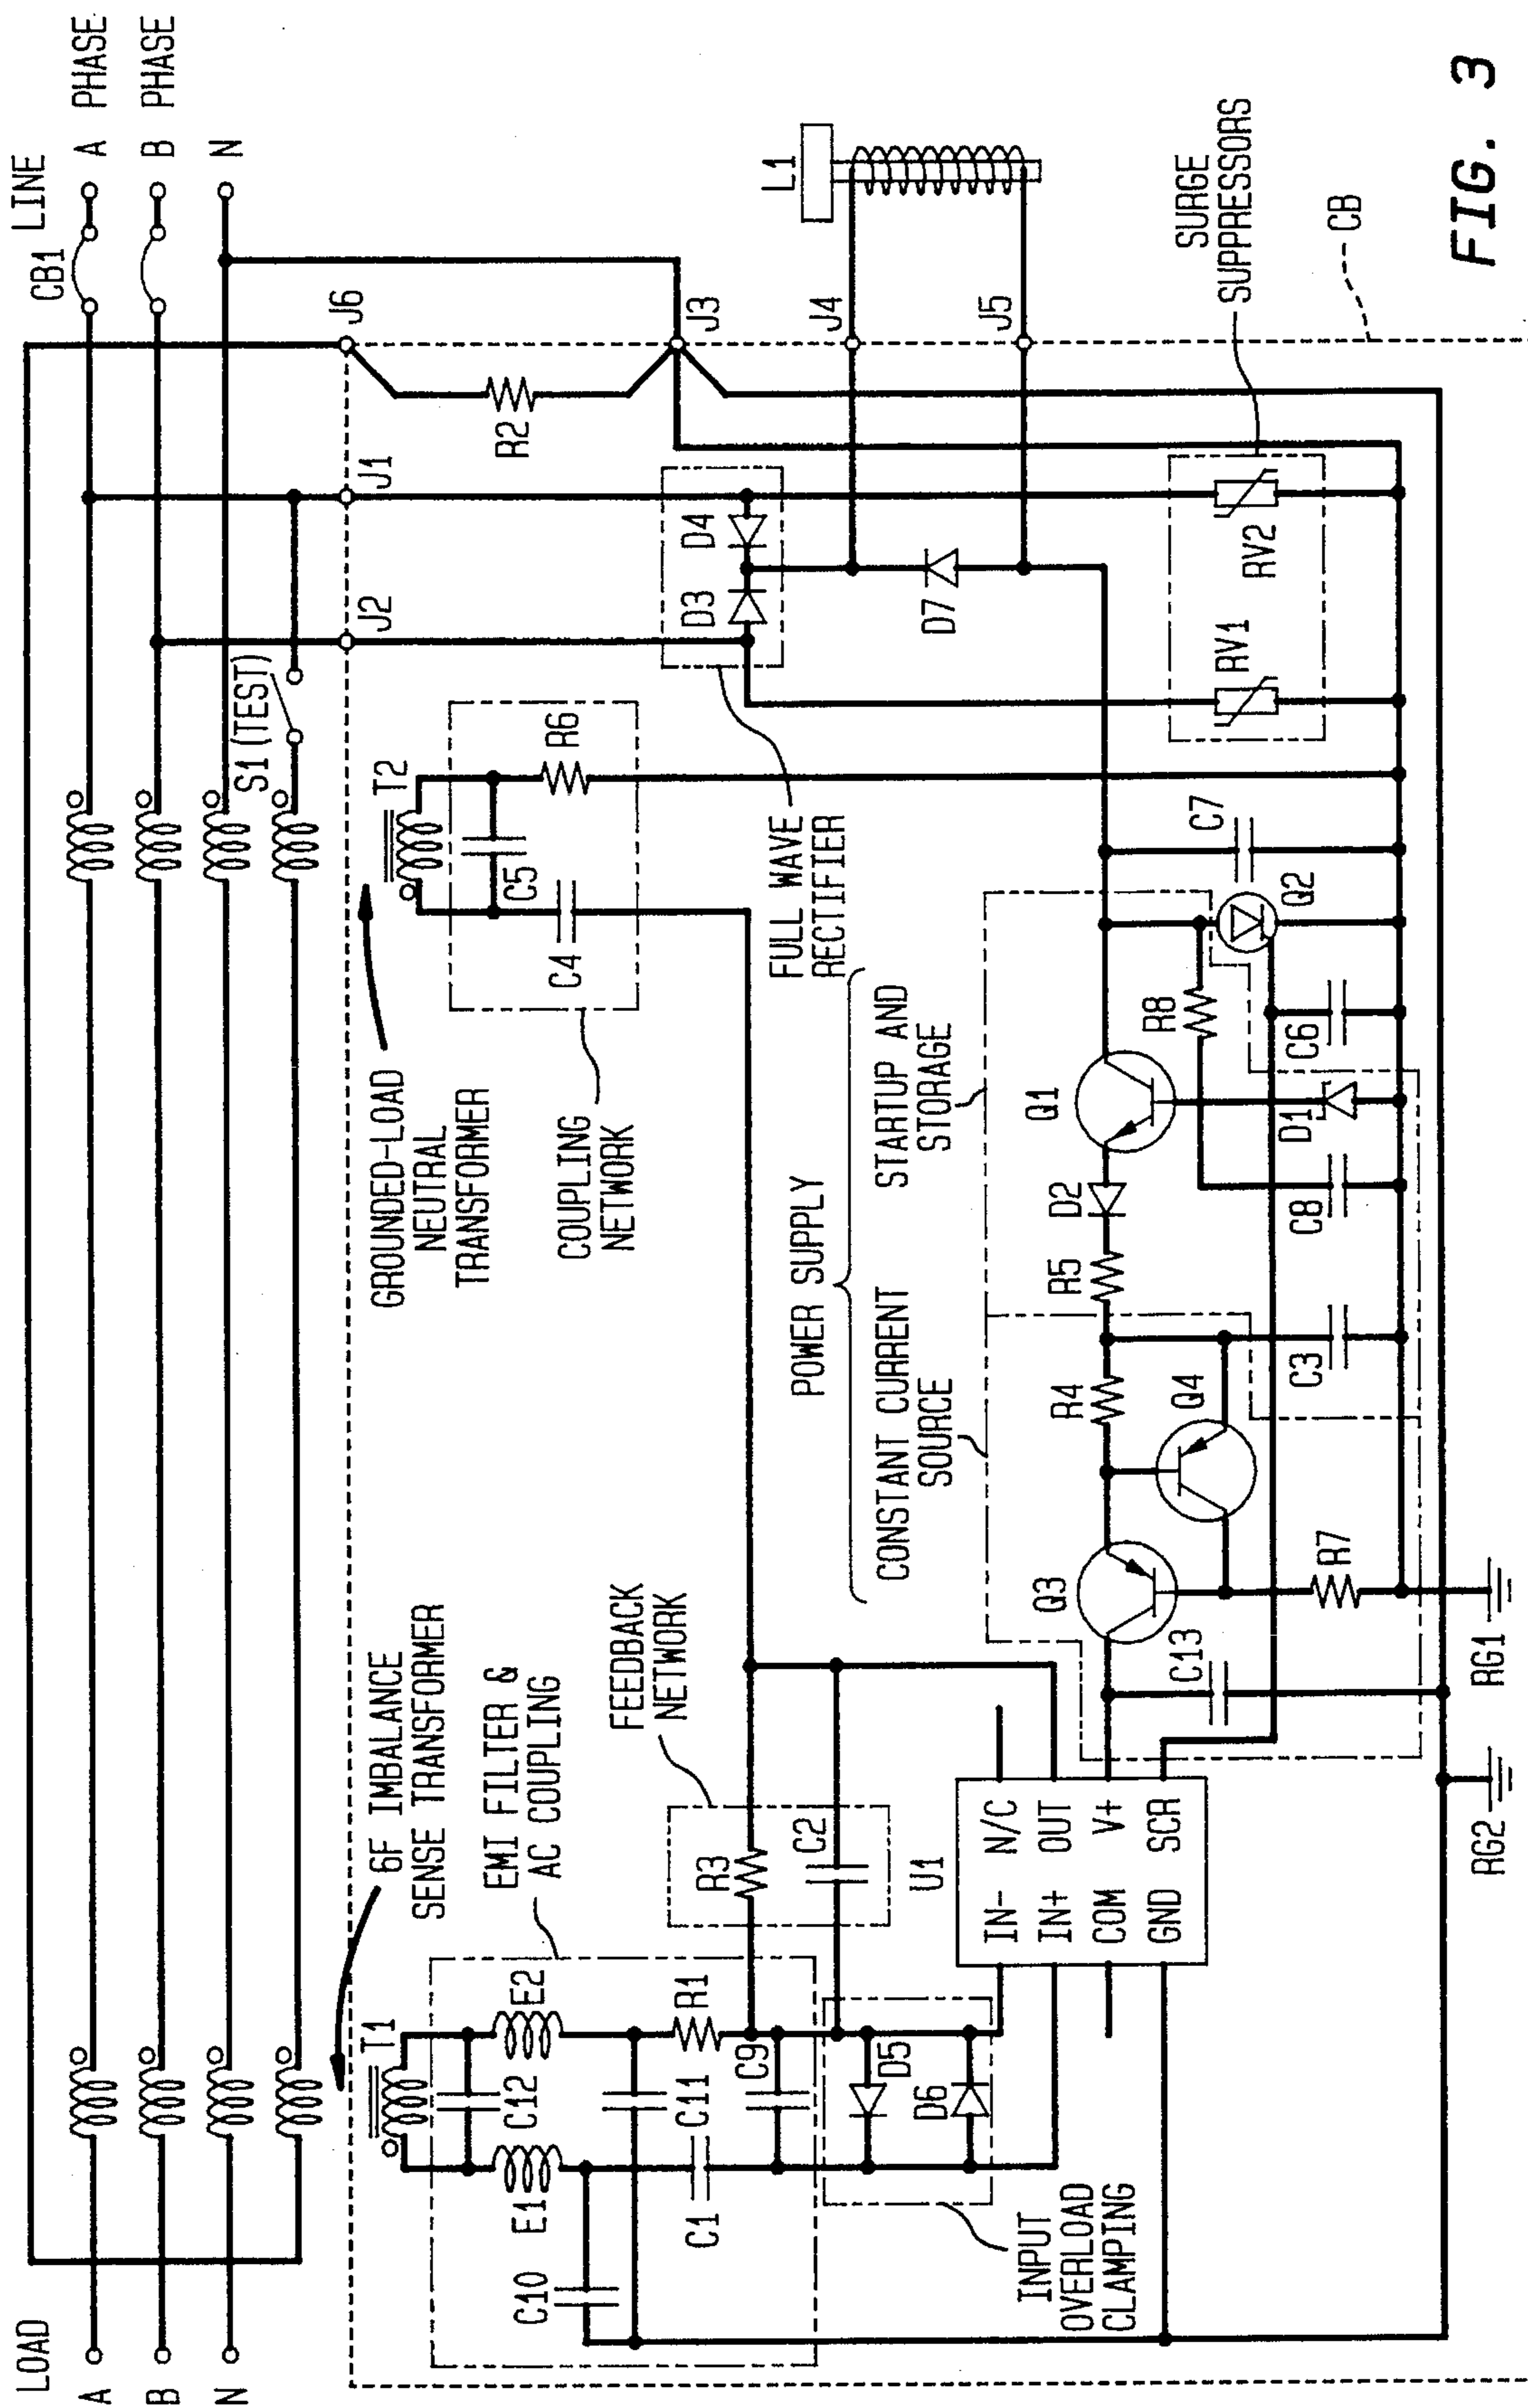 LOAD
A
B
N
LINE
CB1
A PHASE
B PHASE
N
S1 (TEST)
GF IMBALANCE
SENSE TRANSFORMER
T1
T2
J2
J1
J6
GROUNDED-LOAD
NEUTRAL
TRANSFORMER
EMI FILTER &
AC COUPLING
C12
E2
E1
C10
C11
R1
C1
C9
C5
R6
C4
COUPLING
NETWORK
R2
FEEDBACK
NETWORK
R3
C2
D3
D4
J3
J4
J5
L1
FULL WAVE
RECTIFIER
D7
POWER SUPPLY
CONSTANT CURRENT
SOURCE
STARTUP AND
STORAGE
D5
D6
INPUT
OVERLOAD
CLAMPING
U1
IN- N/C
IN+ OUT
COM V+
GND SCR
Q3
R4
R5
D2
Q1
Q4
R8
C7
Q2
C13
R7
C3
C8
D1
C6
RV1
RV2
SURGE
SUPPRESSORS
CB
RG2
RG1
FIG. 3